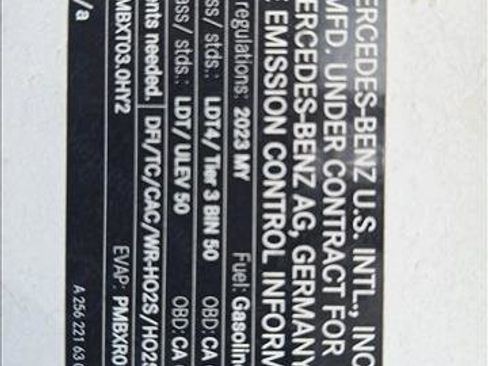 ERCEDES-BENZ U.S. INTL., INC
MFD. UNDER CONTRACT FOR
ERCEDES-BENZ AG, GERMANY
E EMISSION CONTROL INFORM
regulations: 2023 MY Fuel: Gasoline
ss/ stds.: LDT4/ Tier 3 BIN 50 OBD: CA
ass / stds.: LDT/ ULEV 50 OBD: CA
ents needed. DFI/TC/CAC/WR-HO2S/HO2S
MBXT03.0HY2 EVAP: PMBXR0
/a A 256 221 63 0